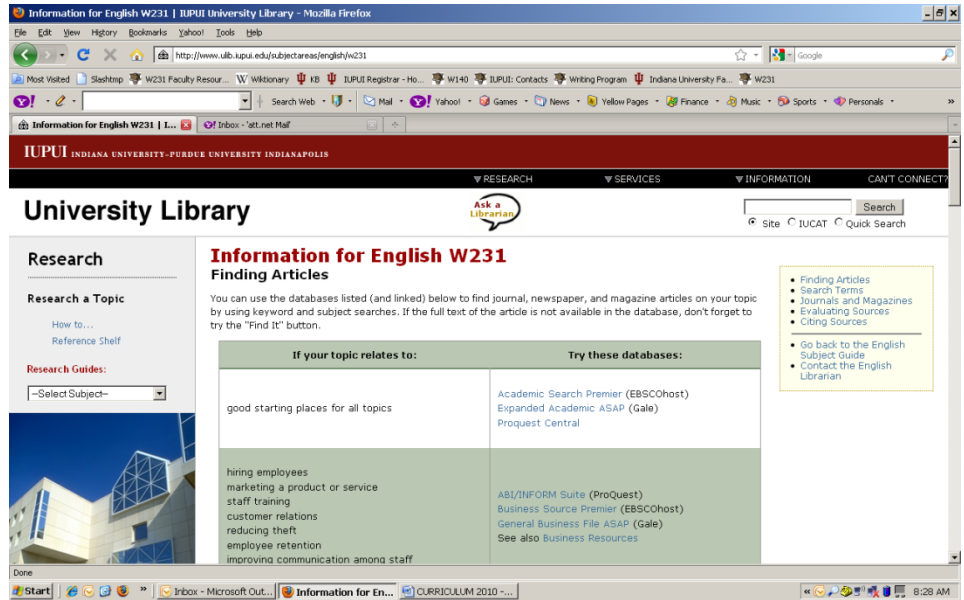 Information for English W231 | IUPUI University Library - Mozilla Firefox
File Edit View History Bookmarks Yahoo! Tools Help
http://www.ulib.iupui.edu/subjectareas/english/w231
Google
Most Visited Slashtmp W231 Faculty Resour... Wiktionary KB IUPUI Registrar - Ho... W140 IUPUI: Contacts Writing Program Indiana University Fa... W231
Search Web Mail Yahoo! Games News Yellow Pages Finance Music Sports Personals »
Information for English W231 | I... Inbox - 'att.net Mail'
IUPUI INDIANA UNIVERSITY-PURDUE UNIVERSITY INDIANAPOLIS
▼RESEARCH ▼SERVICES ▼INFORMATION CAN'T CONNECT?
University Library
Ask a
Librarian
Search
Site IUCAT Quick Search
Research
Research a Topic
How to...
Reference Shelf
Research Guides:
--Select Subject--
Information for English W231
Finding Articles
You can use the databases listed (and linked) below to find journal, newspaper, and magazine articles on your topic
by using keyword and subject searches. If the full text of the article is not available in the database, don't forget to
try the "Find It" button.
If your topic relates to: Try these databases:
good starting places for all topics
Academic Search Premier (EBSCOhost)
Expanded Academic ASAP (Gale)
Proquest Central
hiring employees
marketing a product or service
staff training
customer relations
reducing theft
employee retention
improving communication among staff
ABI/INFORM Suite (ProQuest)
Business Source Premier (EBSCOhost)
General Business File ASAP (Gale)
See also Business Resources
• Finding Articles
• Search Terms
• Journals and Magazines
• Evaluating Sources
• Citing Sources
• Go back to the English
Subject Guide
• Contact the English
Librarian
Done
Start » Inbox - Microsoft Out... Information for En... CURRICULUM 2010 -... « 8:28 AM